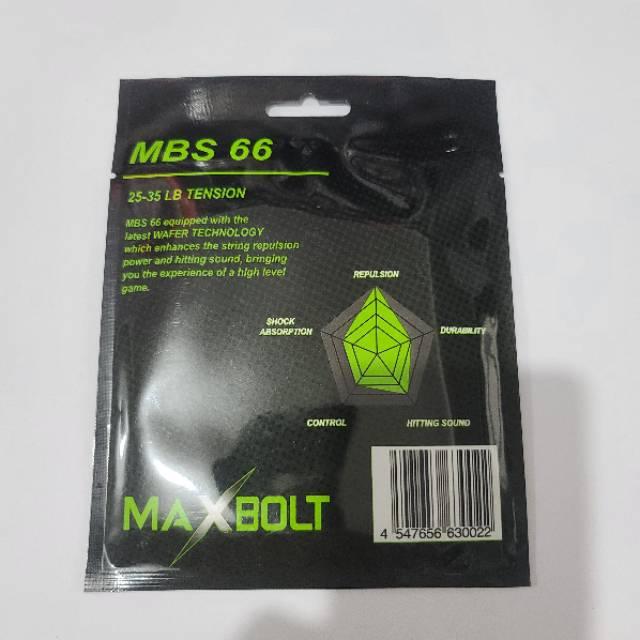 MBS 66
25-35 LB TENSION
MBS 66 equipped with the
latest WAFER TECHNOLOGY
which enhances the string repulsion
power and hitting sound, bringing
you the experience of a high level
game.
REPULSION
SHOCK
ABSORPTION
DURABILITY
CONTROL
HITTING SOUND
MAXBOLT
4 547656 630022